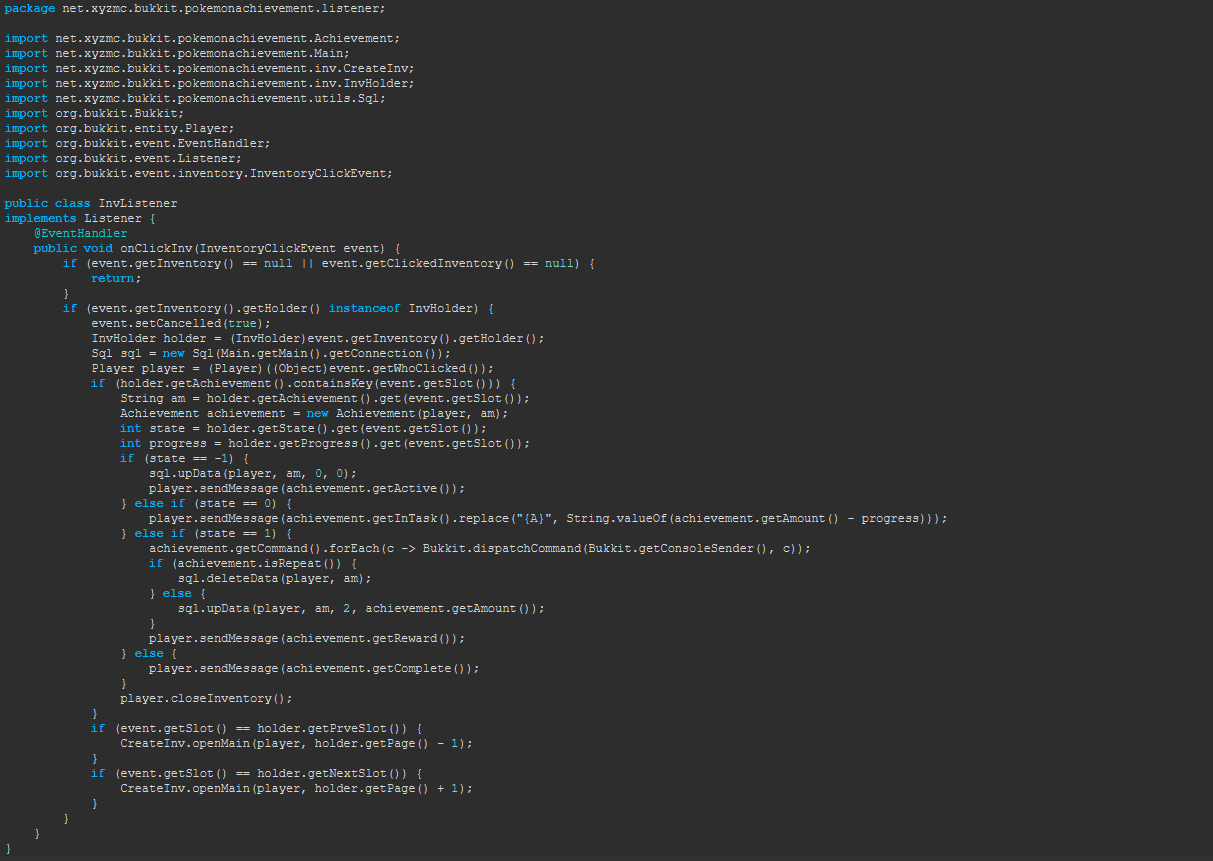 package net.xyzmc.bukkit.pokemonachievement.listener;

import net.xyzmc.bukkit.pokemonachievement.Achievement;
import net.xyzmc.bukkit.pokemonachievement.Main;
import net.xyzmc.bukkit.pokemonachievement.inv.CreateInv;
import net.xyzmc.bukkit.pokemonachievement.inv.InvHolder;
import net.xyzmc.bukkit.pokemonachievement.utils.Sql;
import org.bukkit.Bukkit;
import org.bukkit.entity.Player;
import org.bukkit.event.EventHandler;
import org.bukkit.event.Listener;
import org.bukkit.event.inventory.InventoryClickEvent;

public class InvListener
implements Listener {
    @EventHandler
    public void onClickInv(InventoryClickEvent event) {
        if (event.getInventory() == null || event.getClickedInventory() == null) {
            return;
        }
        if (event.getInventory().getHolder() instanceof InvHolder) {
            event.setCancelled(true);
            InvHolder holder = (InvHolder)event.getInventory().getHolder();
            Sql sql = new Sql(Main.getMain().getConnection());
            Player player = (Player)((Object)event.getWhoClicked());
            if (holder.getAchievement().containsKey(event.getSlot())) {
                String am = holder.getAchievement().get(event.getSlot());
                Achievement achievement = new Achievement(player, am);
                int state = holder.getState().get(event.getSlot());
                int progress = holder.getProgress().get(event.getSlot());
                if (state == -1) {
                    sql.upData(player, am, 0, 0);
                    player.sendMessage(achievement.getActive());
                } else if (state == 0) {
                    player.sendMessage(achievement.getInTask().replace("{A}", String.valueOf(achievement.getAmount() - progress)));
                } else if (state == 1) {
                    achievement.getCommand().forEach(c -> Bukkit.dispatchCommand(Bukkit.getConsoleSender(), c));
                    if (achievement.isRepeat()) {
                        sql.deleteData(player, am);
                    } else {
                        sql.upData(player, am, 2, achievement.getAmount());
                    }
                    player.sendMessage(achievement.getReward());
                } else {
                    player.sendMessage(achievement.getComplete());
                }
                player.closeInventory();
            }
            if (event.getSlot() == holder.getPrveSlot()) {
                CreateInv.openMain(player, holder.getPage() - 1);
            }
            if (event.getSlot() == holder.getNextSlot()) {
                CreateInv.openMain(player, holder.getPage() + 1);
            }
        }
    }
}